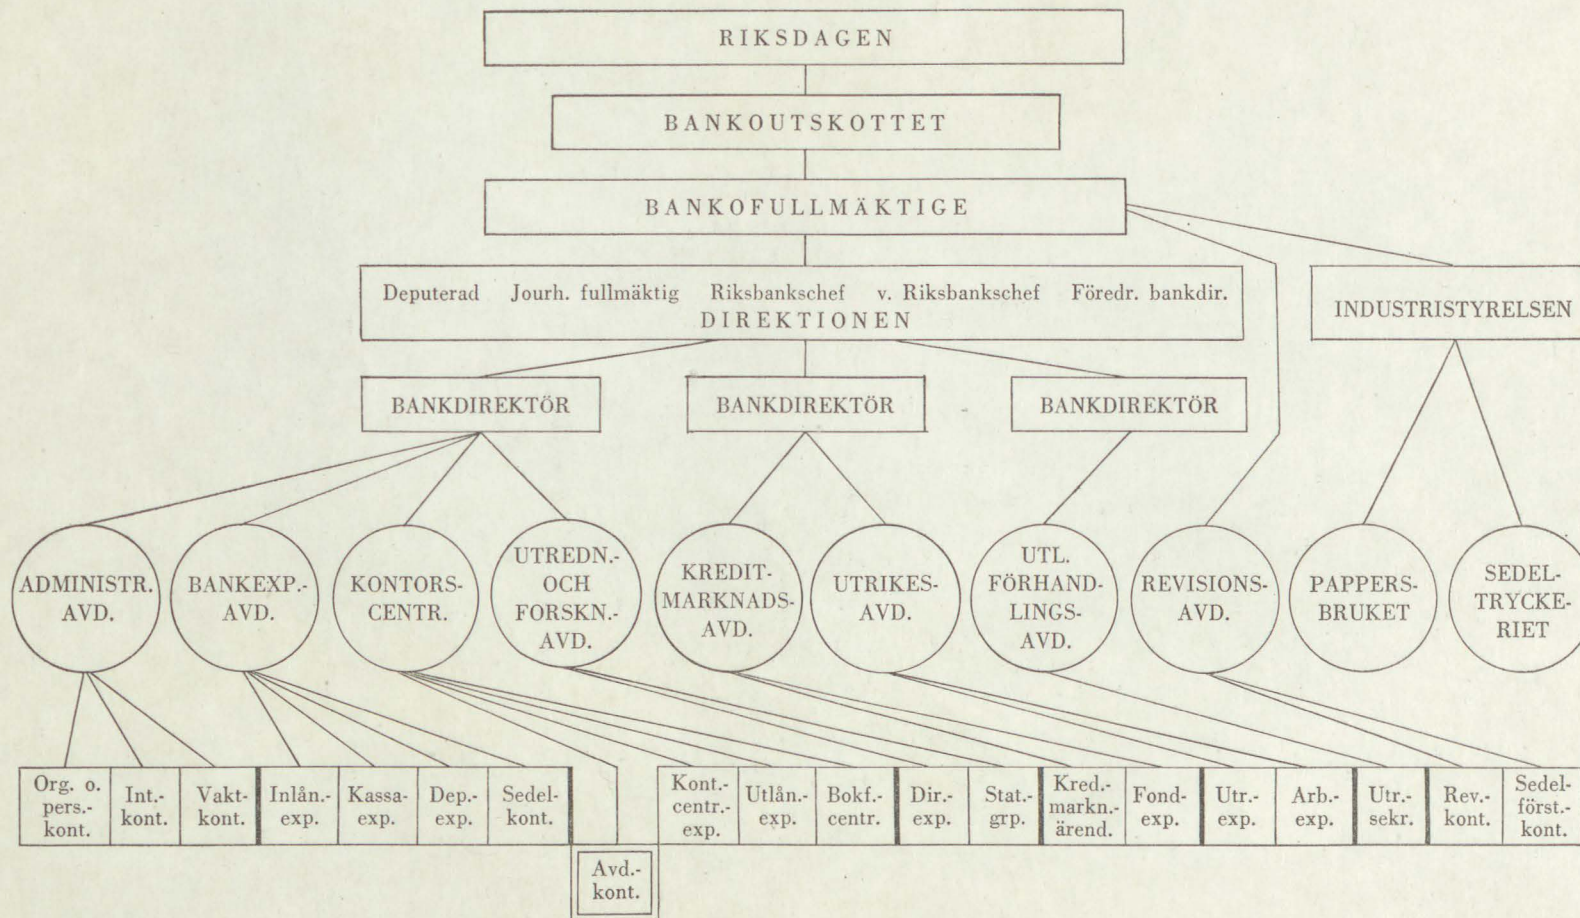 RIKSDAGEN
BANKOUTSKOTTET
BANKOFULLMÄKTIGE
Deputerad Jourh. fullmäktig Riksbankschef v. Riksbankschef Föredr. bankdir.
DIREKTIONEN
INDUSTRISTYRELSEN
BANKDIREKTÖR
BANKDIREKTÖR
BANKDIREKTÖR
ADMINISTR.
AVD.
BANKEXP.-
AVD.
KONTORS-
CENTR.
UTREDN.-
OCH
FORSKN.-
AVD.
KREDIT-
MARKNADS-
AVD.
UTRIKES-
AVD.
UTL.
FÖRHAND-
LINGS-
AVD.
REVISIONS-
AVD.
PAPPERS-
BRUKET
SEDEL-
TRYCKE-
RIET
Org. o.
pers.-
kont.
Int.-
kont.
Vakt-
kont.
Inlån.-
exp.
Kassa-
exp.
Dep.-
exp.
Sedel-
kont.
Avd.-
kont.
Kont.-
centr.-
exp.
Utlån.-
exp.
Bokf.-
centr.
Dir.-
exp.
Stat.-
grp.
Kred.-
markn.-
ärend.
Fond-
exp.
Utr.-
exp.
Arb.-
exp.
Utr.-
sekr.
Rev.-
kont.
Sedel-
först.-
kont.